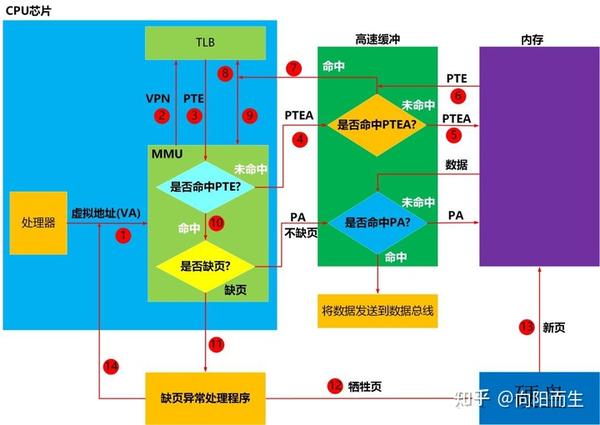 CPU芯片
高速缓冲
内存
TLB
7
命中
8
PTE
6
VPN
PTE
2
3
9
PTEA
4
是否命中PTEA?
未命中
PTEA
5
MMU
未命中
是否命中PTE?
数据
处理器
虚拟地址(VA)
1
命中
10
PA
不缺页
是否命中PA?
未命中
PA
命中
是否缺页?
缺页
将数据发送到数据总线
11
13
新页
14
缺页异常处理程序
12
牺牲页
知乎 @向阳而生